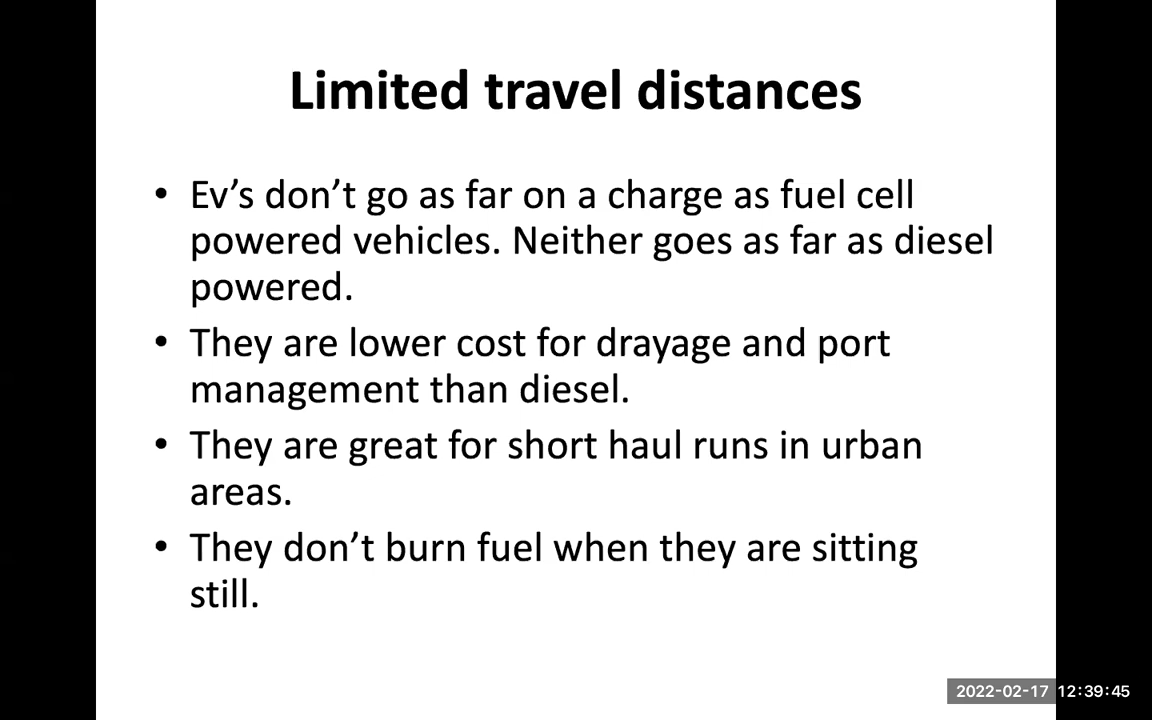 Limited travel distances
• Ev’s don’t go as far on a charge as fuel cell
powered vehicles. Neither goes as far as diesel
powered.
• They are lower cost for drayage and port
management than diesel.
• They are great for short haul runs in urban
areas.
• They don’t burn fuel when they are sitting
still.
2022-02-17 12:39:45